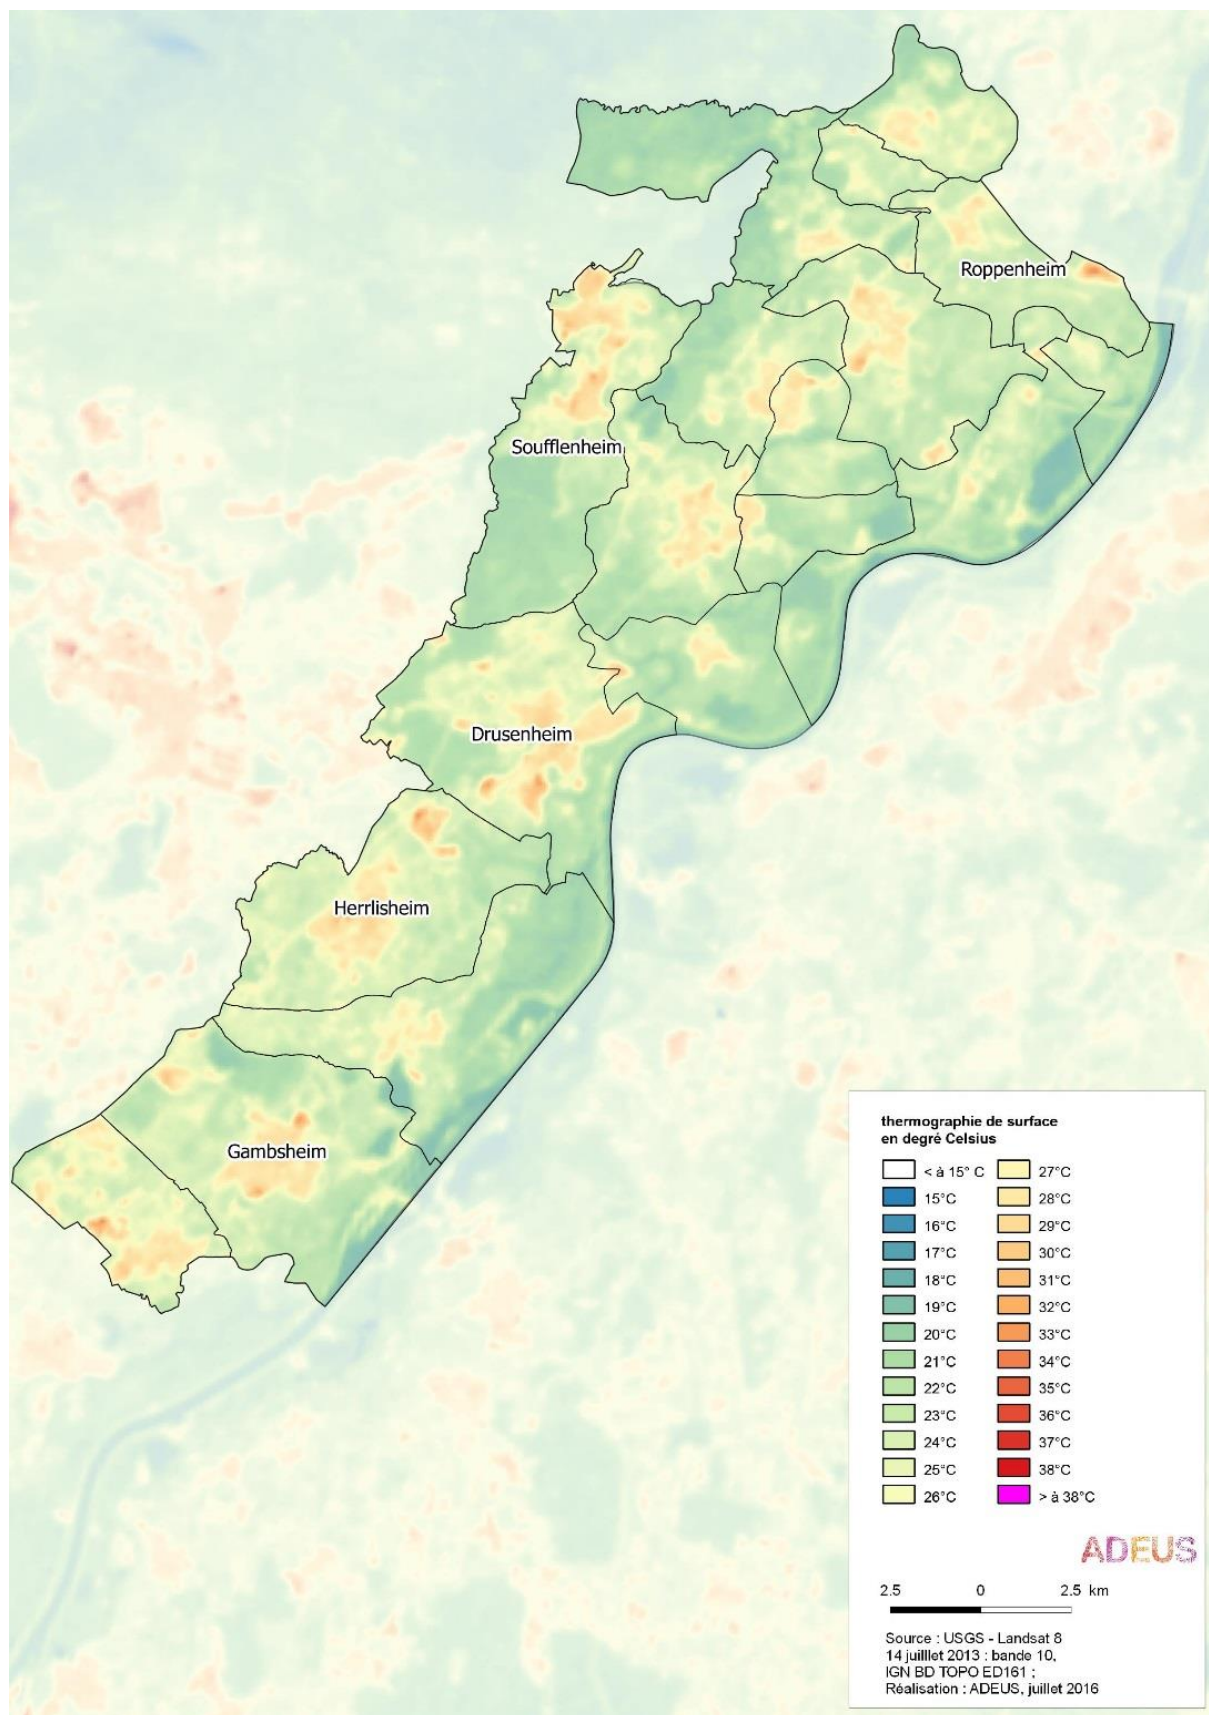 Roppenheim
Soufflenheim
Drusenheim
Herrlisheim
Gambsheim
thermographie de surface
en degré Celsius
< à 15° C
15°C
16°C
17°C
18°C
19°C
20°C
21°C
22°C
23°C
24°C
25°C
26°C
27°C
28°C
29°C
30°C
31°C
32°C
33°C
34°C
35°C
36°C
37°C
38°C
> à 38°C
ADEUS
2.5 0 2.5 km
Source : USGS - Landsat 8
14 juilllet 2013 : bande 10,
IGN BD TOPO ED161 ;
Réalisation : ADEUS, juillet 2016